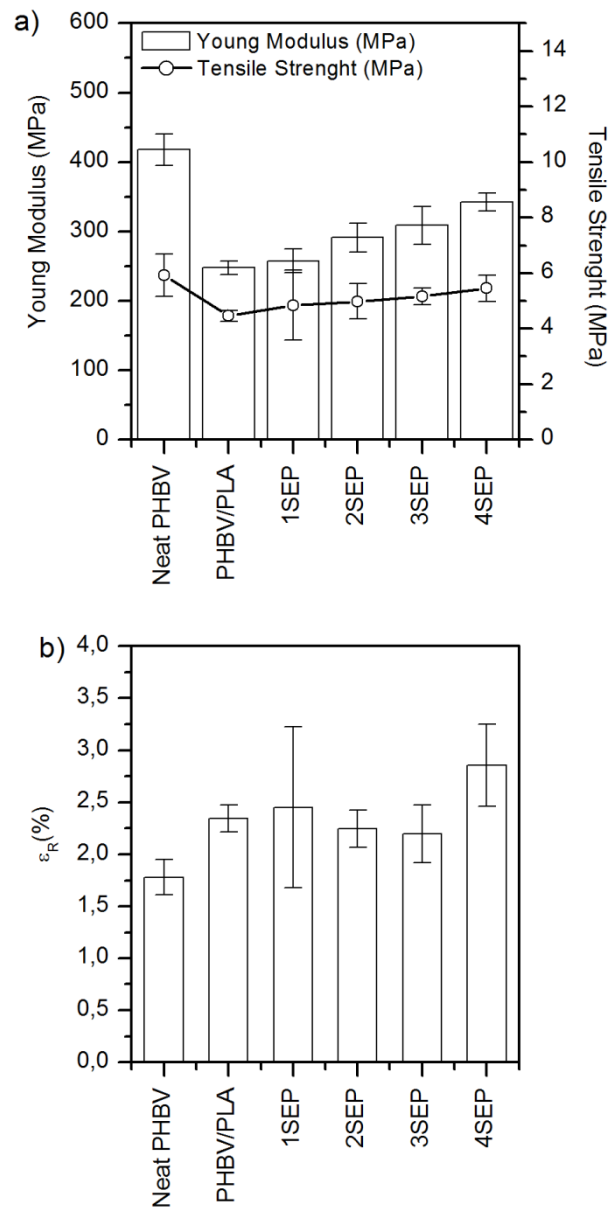 a)
Young Modulus (MPa)
Tensile Strenght (MPa)
600
500
400
300
200
100
0
Young Modulus (MPa)
14
12
10
8
6
4
2
0
Tensile Strenght (MPa)
Neat PHBV
PHBV/PLA
1SEP
2SEP
3SEP
4SEP
b)
4,0
3,5
3,0
2,5
2,0
1,5
1,0
0,5
0,0
εR(%)
Neat PHBV
PHBV/PLA
1SEP
2SEP
3SEP
4SEP